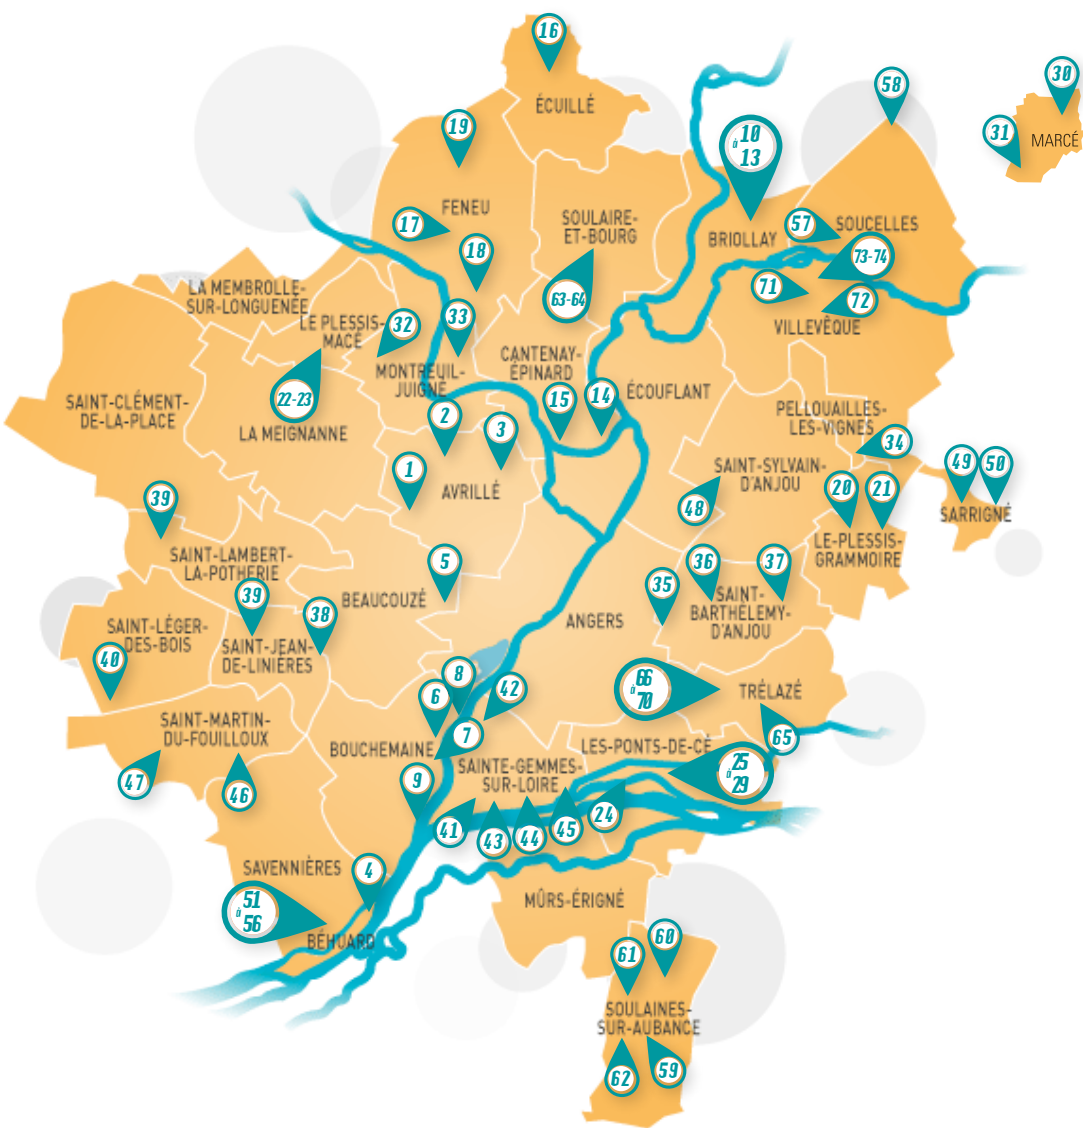 16
30
58
ÉCUILLÉ
19
10
à
13
31
MARCÉ
FENEU
17
SOULAIRE-
ET-BOURG
57
SOUCELLES
BRIOLLAY
18
73-74
71
72
63-64
LA MEMBROLLE-
SUR-LONGUENÉE
LE PLESSIS-
MACÉ
32
33
VILLEVÊQUE
CANTENAY-
ÉPINARD
MONTREUIL-
JUIGNÉ
22-23
15
14
ÉCOUFLANT
SAINT-CLÉMENT-
DE-LA-PLACE
PELLOUAILLES-
LES-VIGNES
2
3
LA MEIGNANNE
34
1
49
50
SAINT-SYLVAIN-
D'ANJOU
AVRILLÉ
20
21
39
48
SARRIGNÉ
LE-PLESSIS-
GRAMMOIRE
SAINT-LAMBERT-
LA-POTHERIE
5
36
37
35
39
BEAUCOUZÉ
SAINT-
BARTHÉLEMY-
D'ANJOU
38
ANGERS
SAINT-LÉGER-
DES-BOIS
SAINT-JEAN-
DE-LINIÈRES
40
8
66
à
70
TRÉLAZÉ
6
42
SAINT-MARTIN-
DU-FOUILLOUX
7
65
BOUCHEMAINE
LES-PONTS-DE-CÉ
SAINTE-GEMMES-
SUR-LOIRE
25
à
29
47
46
9
41
43
44
45
24
SAVENNIÈRES
4
51
à
56
MÛRS-ÉRIGNÉ
BÉHUARD
60
61
SOULAINES-
SUR-AUBANCE
62
59